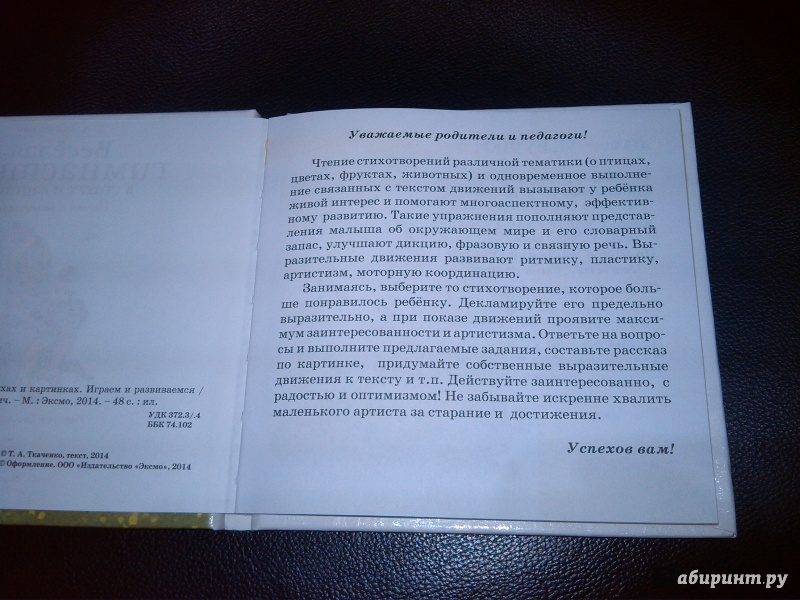 хах и картинках. Играем и развиваемся /
ич. – М. : Эксмо, 2014. – 48 с. : ил.
УДК 372.3/.4
ББК 74.102
© Т. А. Ткаченко, текст, 2014
© Оформление. ООО «Издательство «Эксмо», 2014
Уважаемые родители и педагоги!
Чтение стихотворений различной тематики (о птицах,
цветах, фруктах, животных) и одновременное выполне-
ние связанных с текстом движений вызывают у ребёнка
живой интерес и помогают многоаспектному, эффектив-
ному развитию. Такие упражнения пополняют представ-
ления малыша об окружающем мире и его словарный
запас, улучшают дикцию, фразовую и связную речь. Вы-
разительные движения развивают ритмику, пластику,
артистизм, моторную координацию.
Занимаясь, выберите то стихотворение, которое боль-
ше понравилось ребёнку. Декламируйте его предельно
выразительно, а при показе движений проявите макси-
мум заинтересованности и артистизма. Ответьте на вопро-
сы и выполните предлагаемые задания, составьте рассказ
по картинке, придумайте собственные выразительные
движения к тексту и т.п. Действуйте заинтересованно, с
радостью и оптимизмом! Не забывайте искренне хвалить
маленького артиста за старание и достижения.
Успехов вам!
абиринт.ру